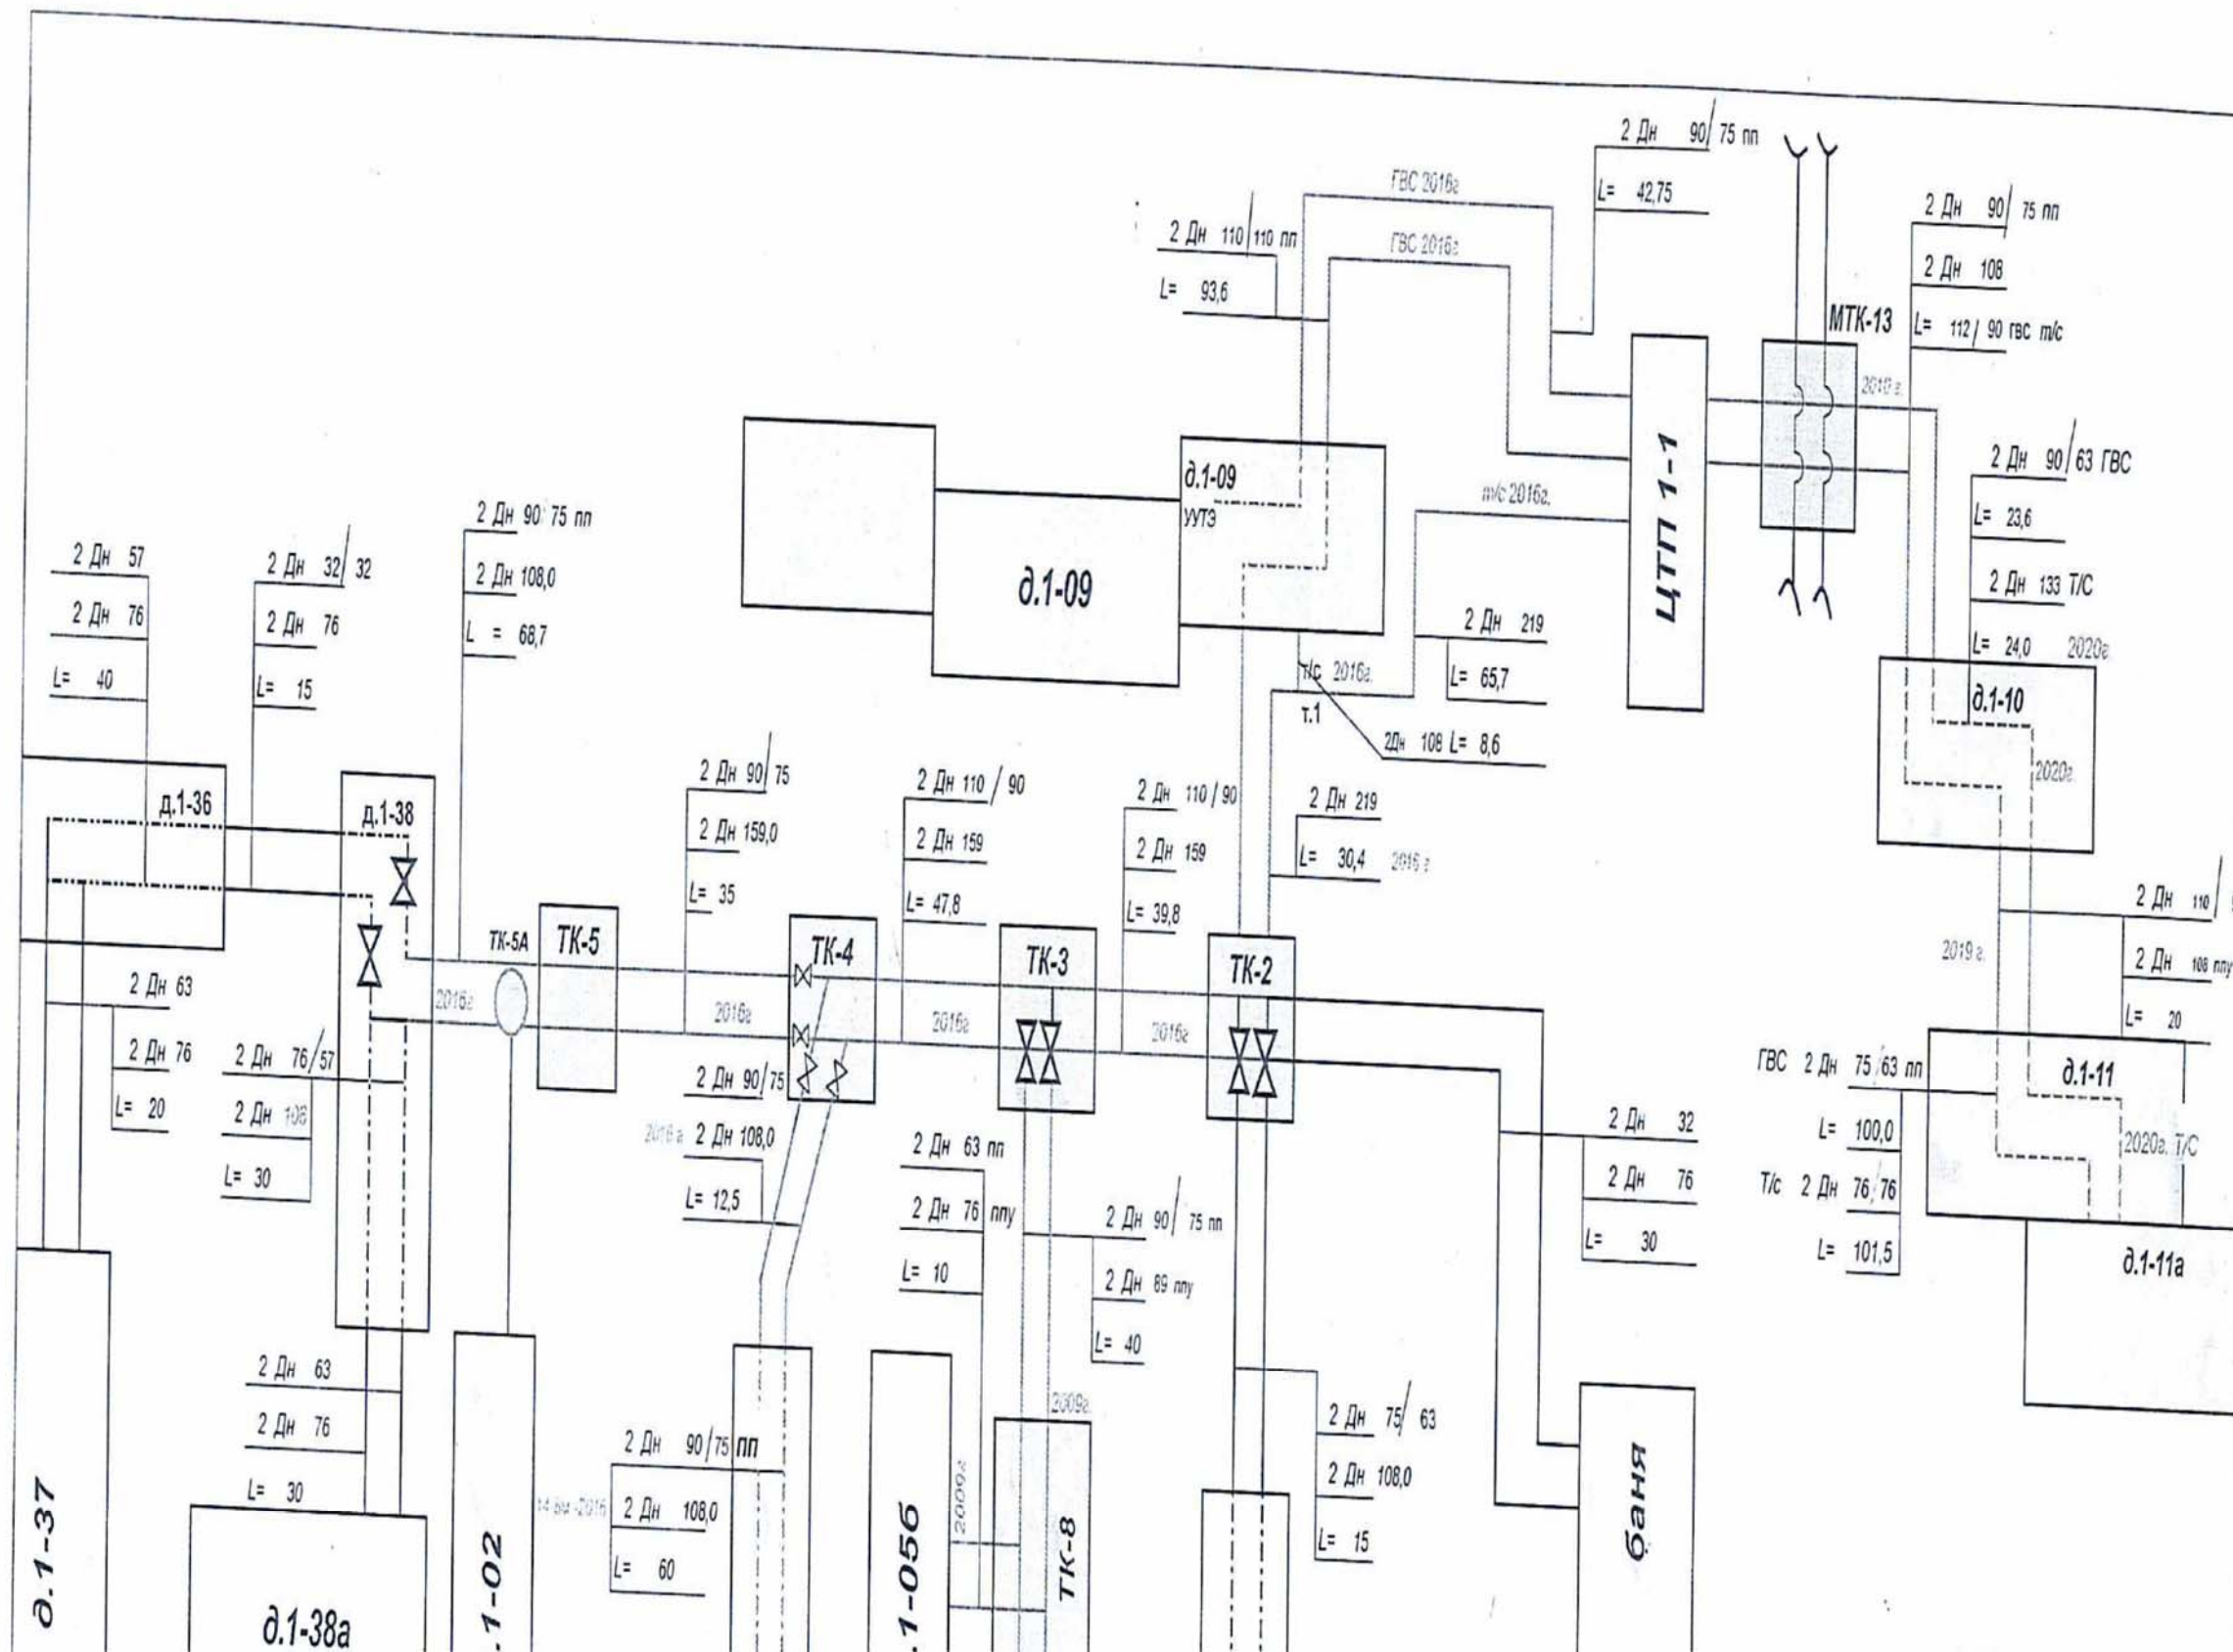 2 Дн 90/75 пп
L= 42,75
ГВС 2016г
ГВС 2016г
2 Дн 110/110 пп
L= 93,6
2 Дн 90/75 пп
2 Дн 108
L= 112/90 гвс т/с
МТК-13
ЦТП 1-1
2 Дн 90/63 ГВС
L= 23,6
2 Дн 133 Т/С
L= 24,0 2020г
д.1-10
2020г.
д.1-09
УУТЭ
д.1-09
т/с 2016г.
2 Дн 219
L= 65,7
т/с 2016г.
т.1
2Дн 108 L= 8,6
2 Дн 57
2 Дн 76
L= 40
2 Дн 32/32
2 Дн 76
L= 15
2 Дн 90/75 пп
2 Дн 108,0
L = 68,7
2 Дн 90/75
2 Дн 159,0
L= 35
2 Дн 110/90
2 Дн 159
L= 47,8
2 Дн 110/90
2 Дн 159
L= 39,8
2 Дн 219
L= 30,4 2016 г
д.1-36
д.1-38
ТК-5А
ТК-5
ТК-4
ТК-3
ТК-2
2016г
2016г
2016г
2016г
2019 г.
2 Дн 110/
2 Дн 108 ппу
L= 20
2 Дн 63
2 Дн 76
L= 20
2 Дн 76/57
2 Дн 108
L= 30
2 Дн 90/75
2016 г. 2 Дн 108,0
L= 12,5
2 Дн 63 пп
2 Дн 76 ппу
L= 10
2 Дн 90/75 пп
2 Дн 89 ппу
L= 40
2 Дн 32
2 Дн 76
L= 30
ГВС 2 Дн 75/63 пп
L= 100,0
Т/с 2 Дн 76/76
L= 101,5
д.1-11
2020г. Т/С
д.1-11а
2 Дн 63
2 Дн 76
L= 30
2 Дн 90/75 пп
2 Дн 108,0
L= 60
2009г.
2009г
2 Дн 75/63
2 Дн 108,0
L= 15
д.1-37
д.1-38а
.1-02
.1-05б
ТК-8
баня